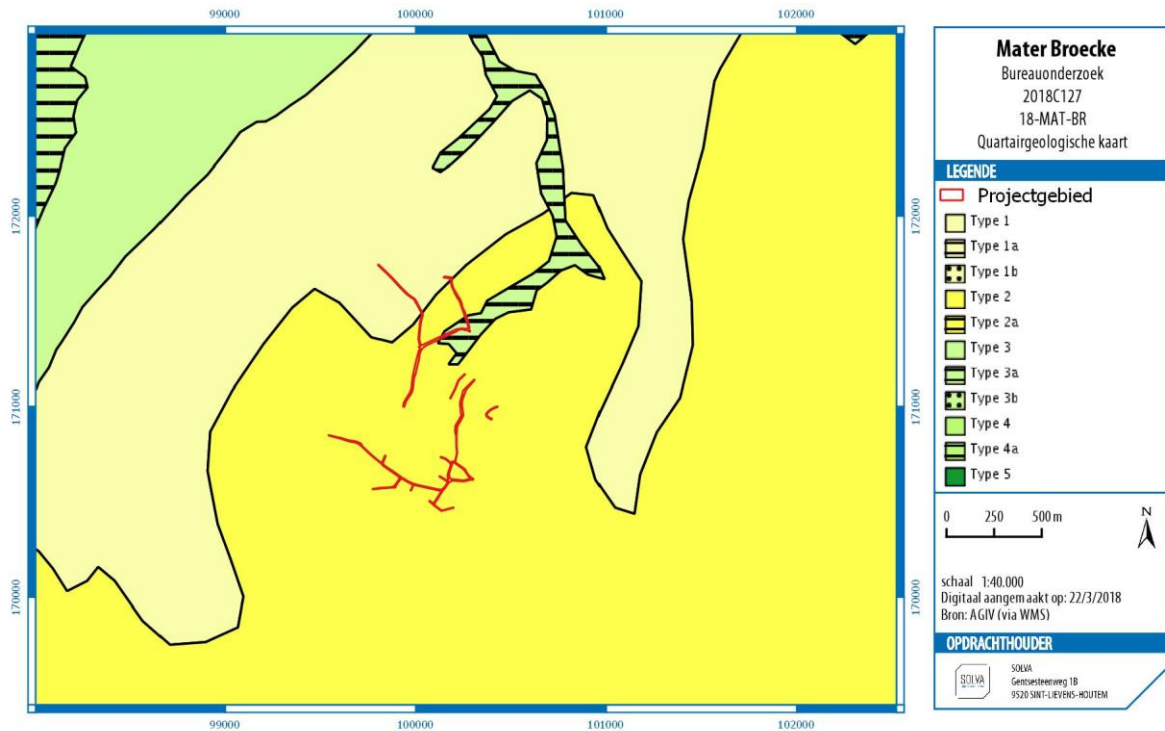 99000
100000
101000
102000
172000
171000
170000
172000
171000
170000
99000
100000
101000
102000
Mater Broecke
Bureauonderzoek
2018C127
18-MAT-BR
Quartairgeologische kaart
LEGENDE
Projectgebied
Type 1
Type 1a
Type 1b
Type 2
Type 2a
Type 3
Type 3a
Type 3b
Type 4
Type 4a
Type 5
0 250 500 m
N
schaal 1:40.000
Digitaal aangemaakt op: 22/3/2018
Bron: AGIV (via WMS)
OPDRACHTHOUDER
SOLVA
SOLVA
Gentsesteenweg 1B
9520 SINT-LIEVENS-HOUTEM